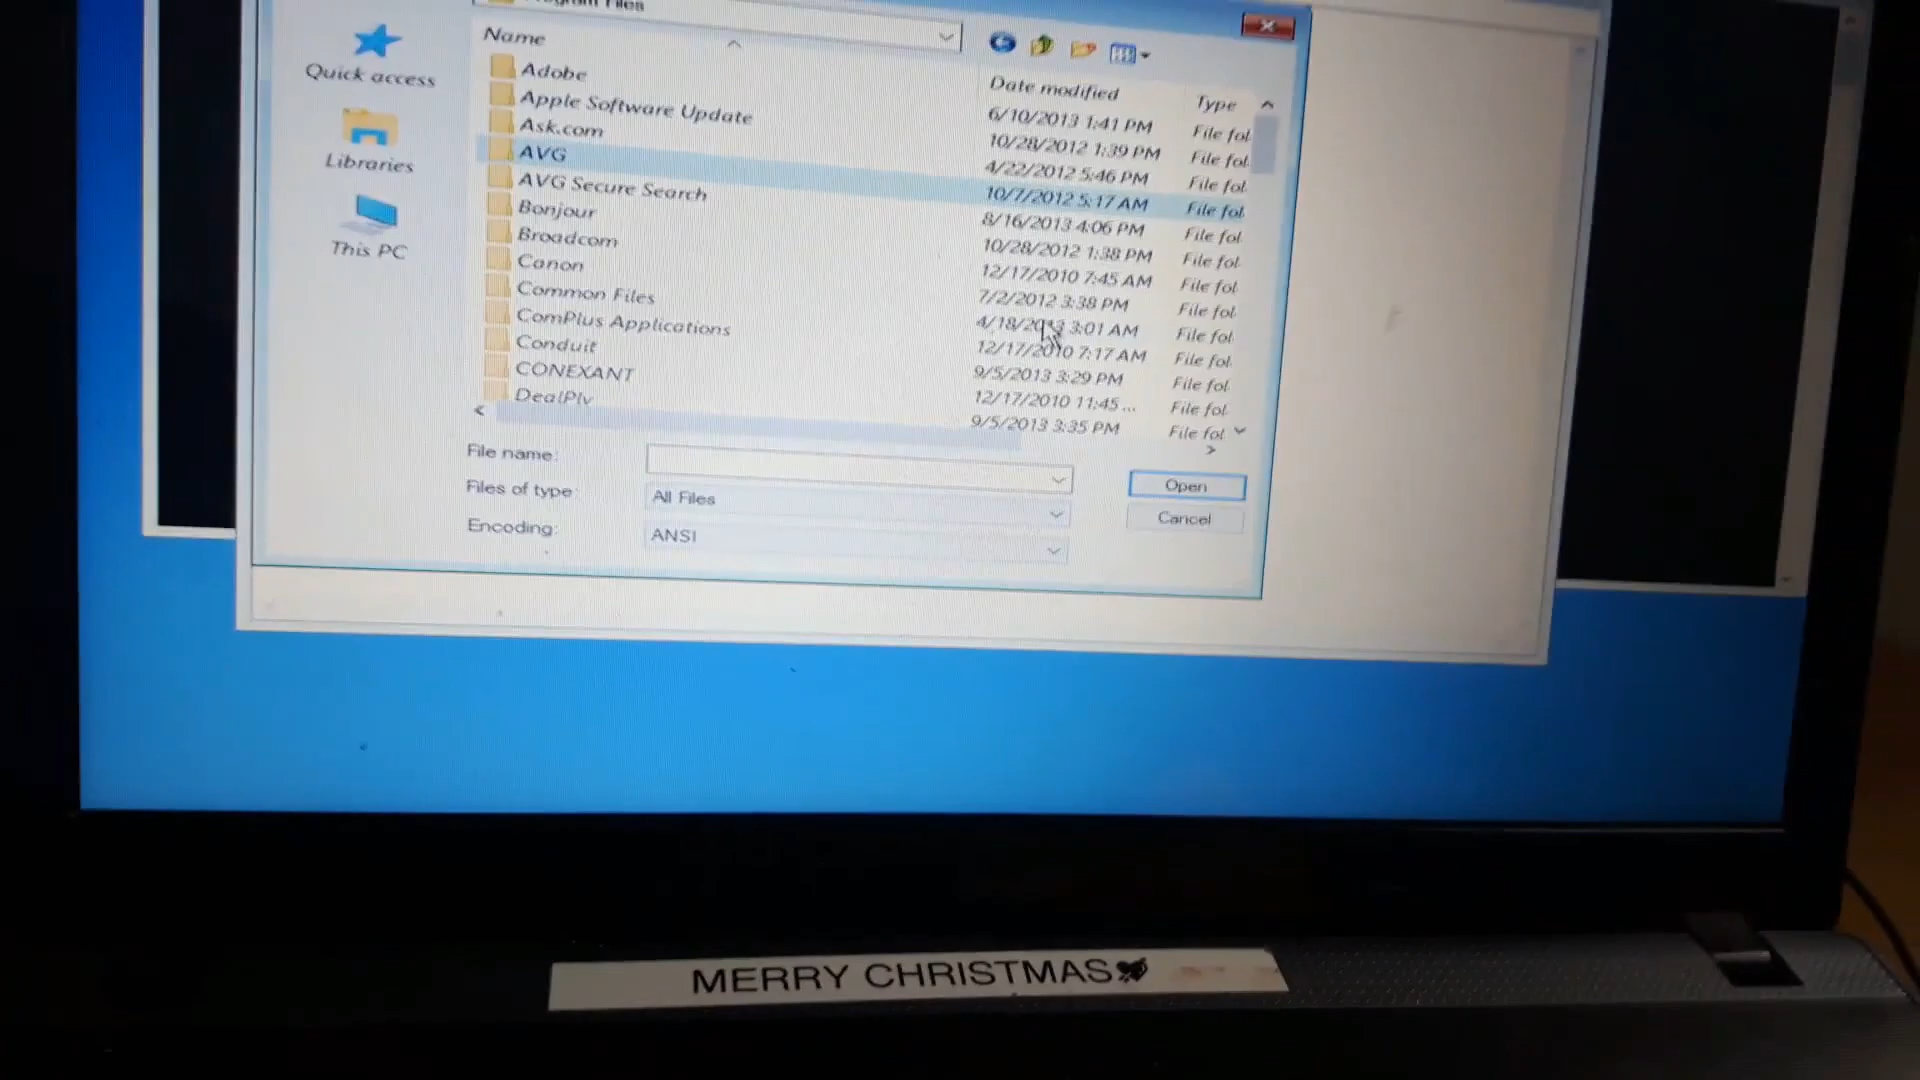 Program Files
Name
Date modified
Type
Quick access
Libraries
This PC
Adobe
6/10/2013 1:41 PM
File fol
Apple Software Update
10/28/2012 1:39 PM
File fol
Ask.com
4/22/2012 5:46 PM
File fol
AVG
10/7/2012 5:17 AM
File fol
AVG Secure Search
8/16/2013 4:06 PM
File fol
Bonjour
10/28/2012 1:38 PM
File fol
Broadcom
12/17/2010 7:45 AM
File fol
Canon
7/2/2012 3:38 PM
File fol
Common Files
4/18/2013 3:01 AM
File fol
ComPlus Applications
12/17/2010 7:17 AM
File fol
Conduit
9/5/2013 3:29 PM
File fol
CONEXANT
12/17/2010 11:45 ...
File fol
DealPly
9/5/2013 3:35 PM
File fol
File name:
Open
Files of type:
All Files
Cancel
Encoding:
ANSI
MERRY CHRISTMAS